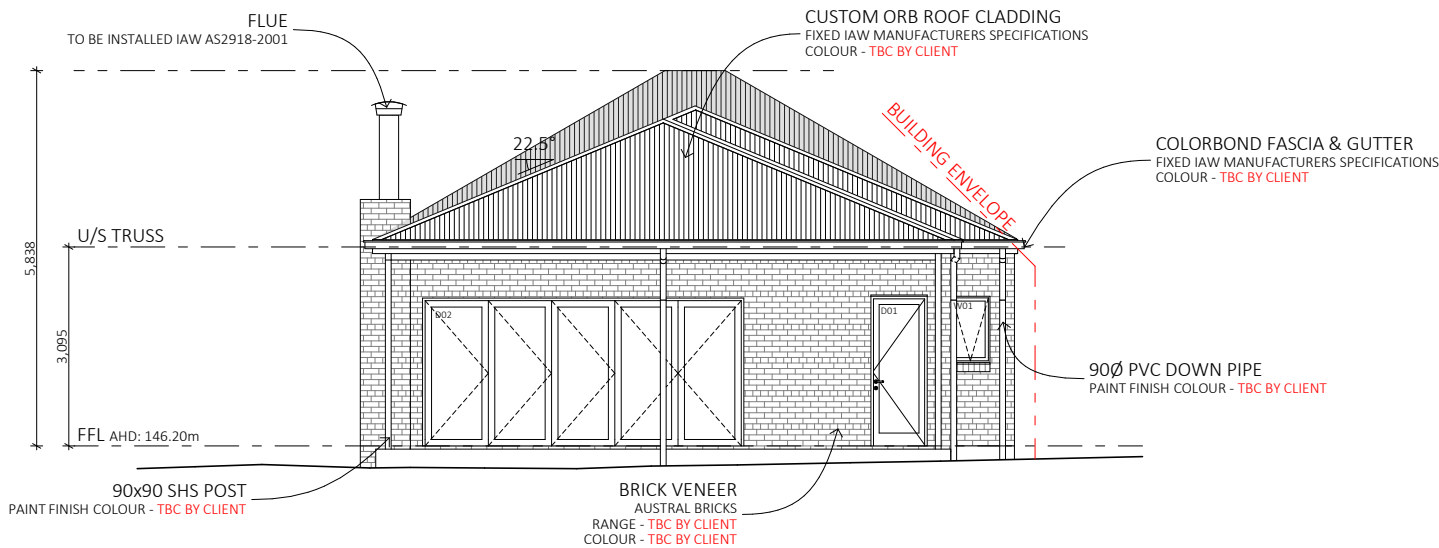 FLUE
TO BE INSTALLED IAW AS2918-2001
CUSTOM ORB ROOF CLADDING
FIXED IAW MANUFACTURERS SPECIFICATIONS
COLOUR - TBC BY CLIENT
BUILDING ENVELOPE
COLORBOND FASCIA & GUTTER
FIXED IAW MANUFACTURERS SPECIFICATIONS
COLOUR - TBC BY CLIENT
22.5°
U/S TRUSS
5,838
3,095
D02
D01
W01
90Ø PVC DOWN PIPE
PAINT FINISH COLOUR - TBC BY CLIENT
FFL AHD: 146.20m
90x90 SHS POST
PAINT FINISH COLOUR - TBC BY CLIENT
BRICK VENEER
AUSTRAL BRICKS
RANGE - TBC BY CLIENT
COLOUR - TBC BY CLIENT